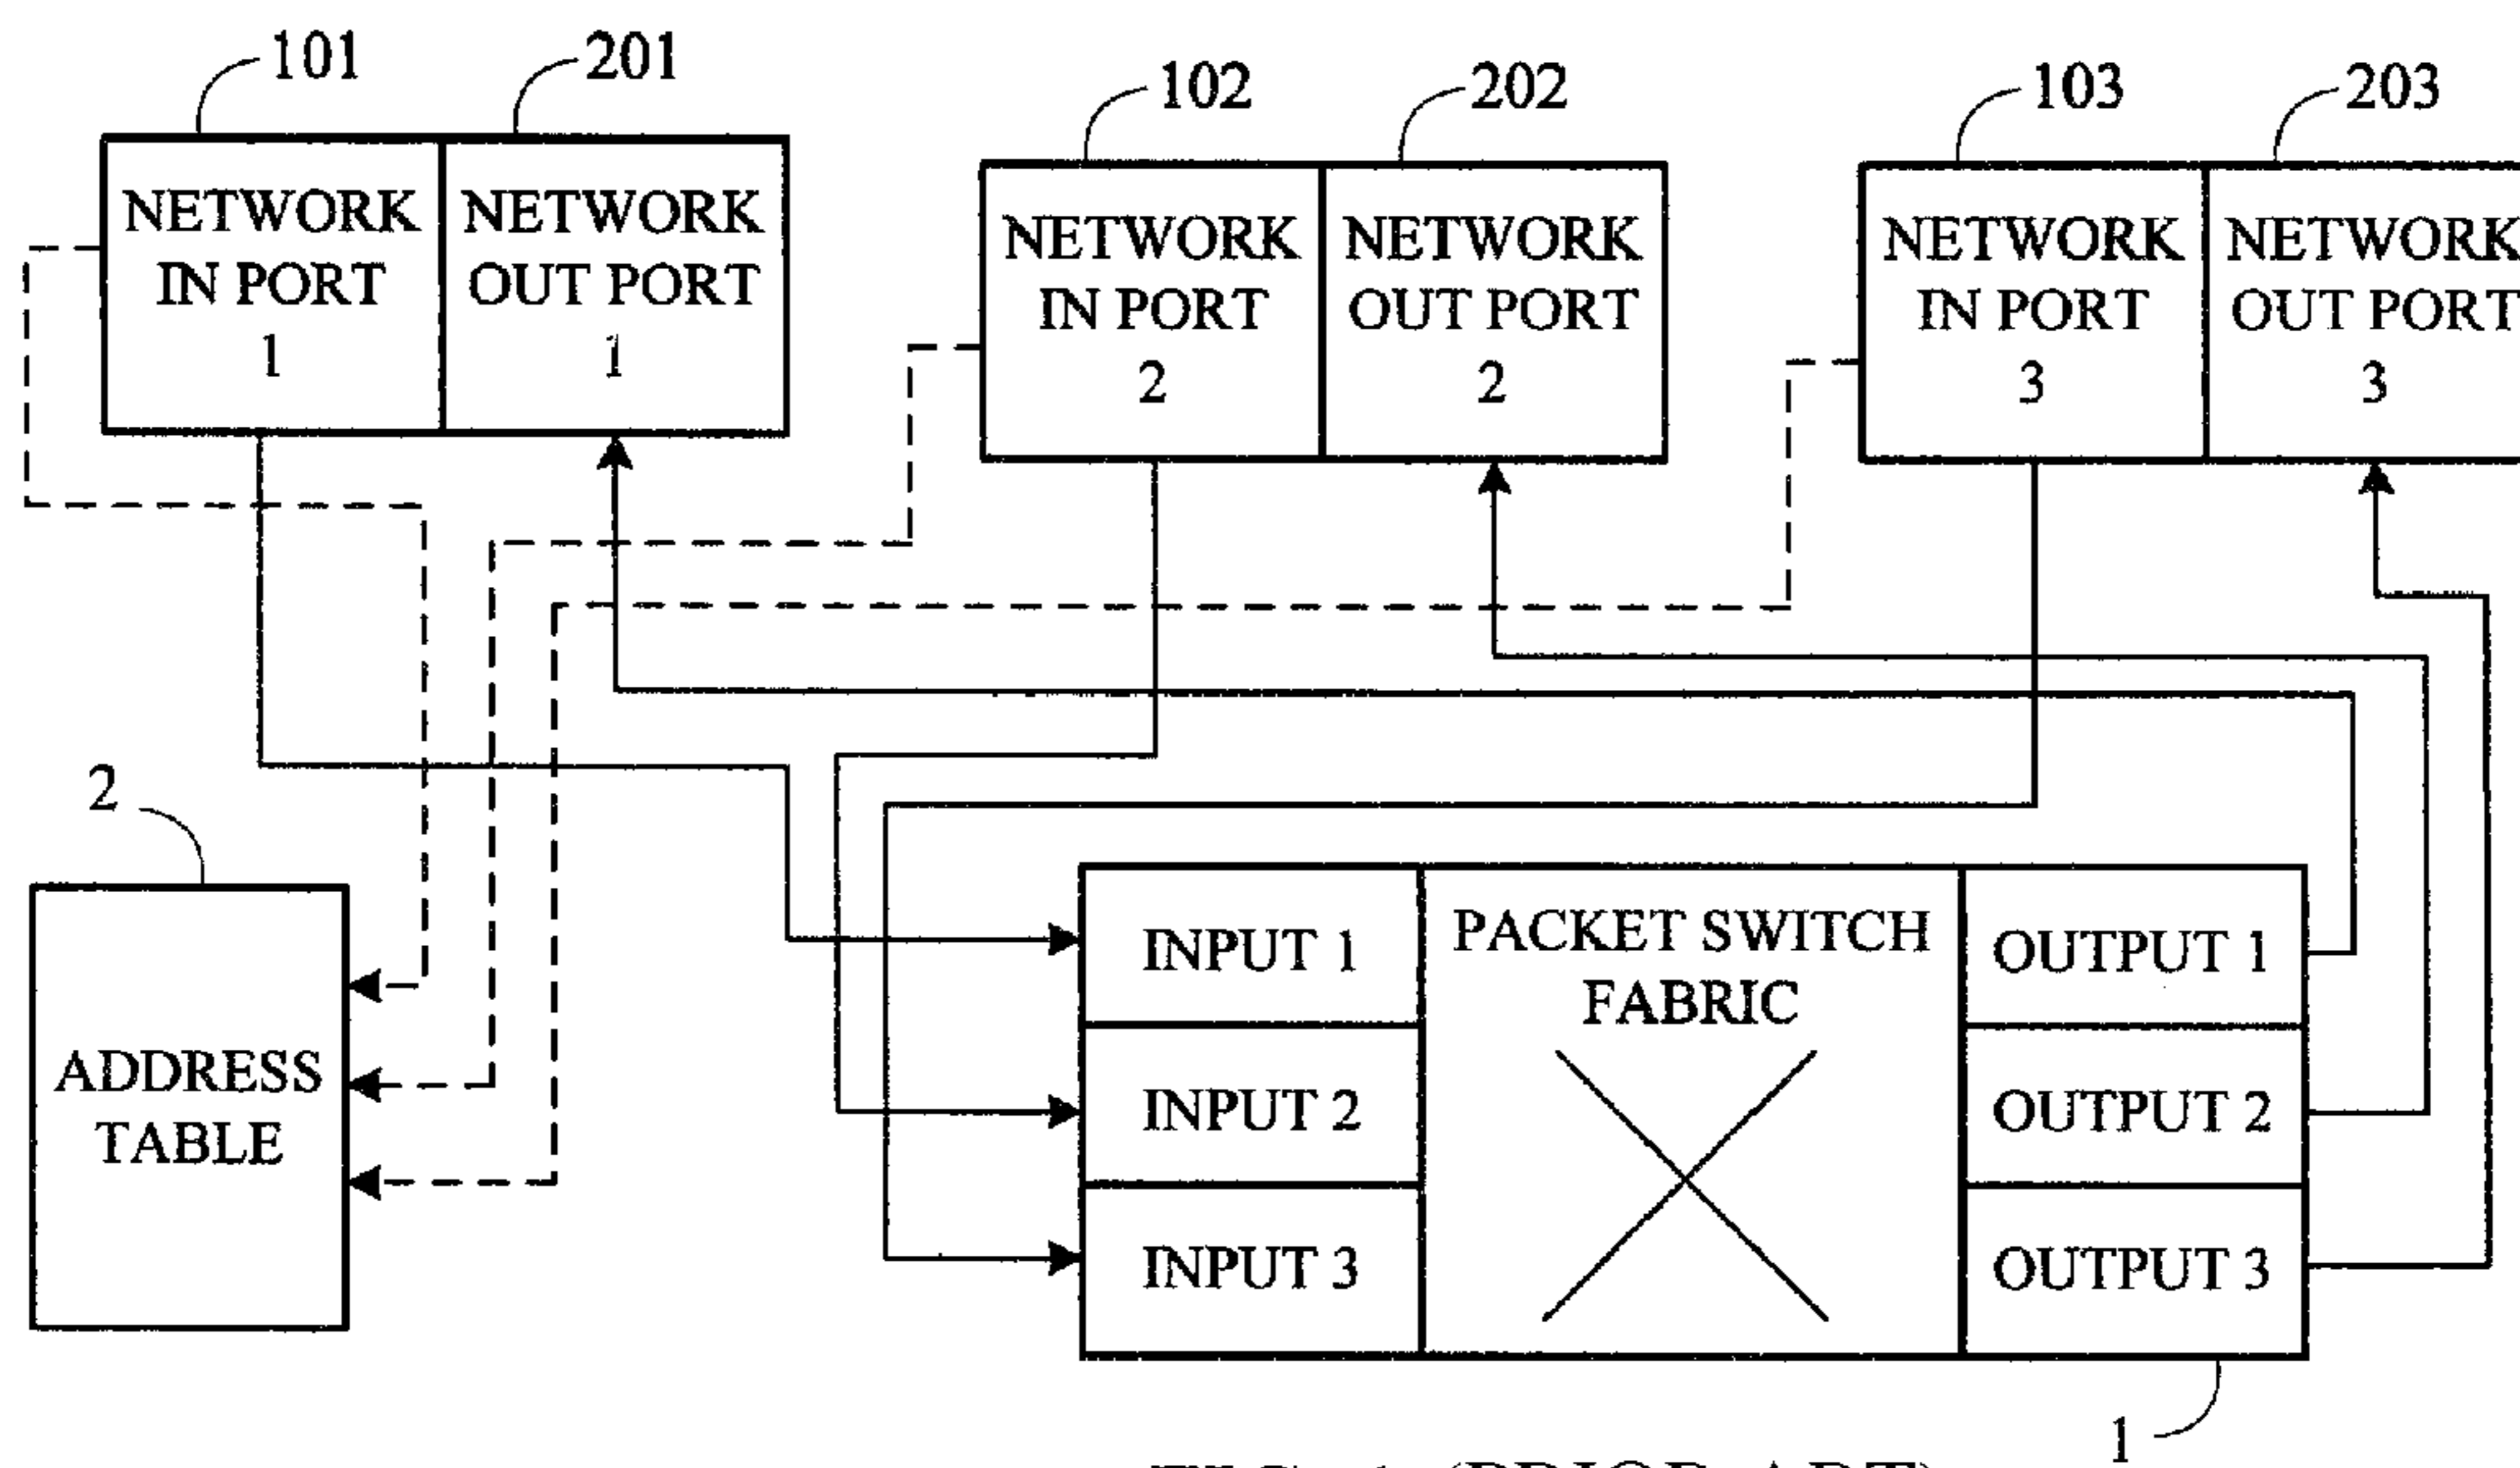 101
201
102
202
103
203
NETWORK
IN PORT
1
NETWORK
OUT PORT
1
NETWORK
IN PORT
2
NETWORK
OUT PORT
2
NETWORK
IN PORT
3
NETWORK
OUT PORT
3
2
ADDRESS
TABLE
INPUT 1
INPUT 2
INPUT 3
PACKET SWITCH
FABRIC
OUTPUT 1
OUTPUT 2
OUTPUT 3
1
(PRIOR ART)